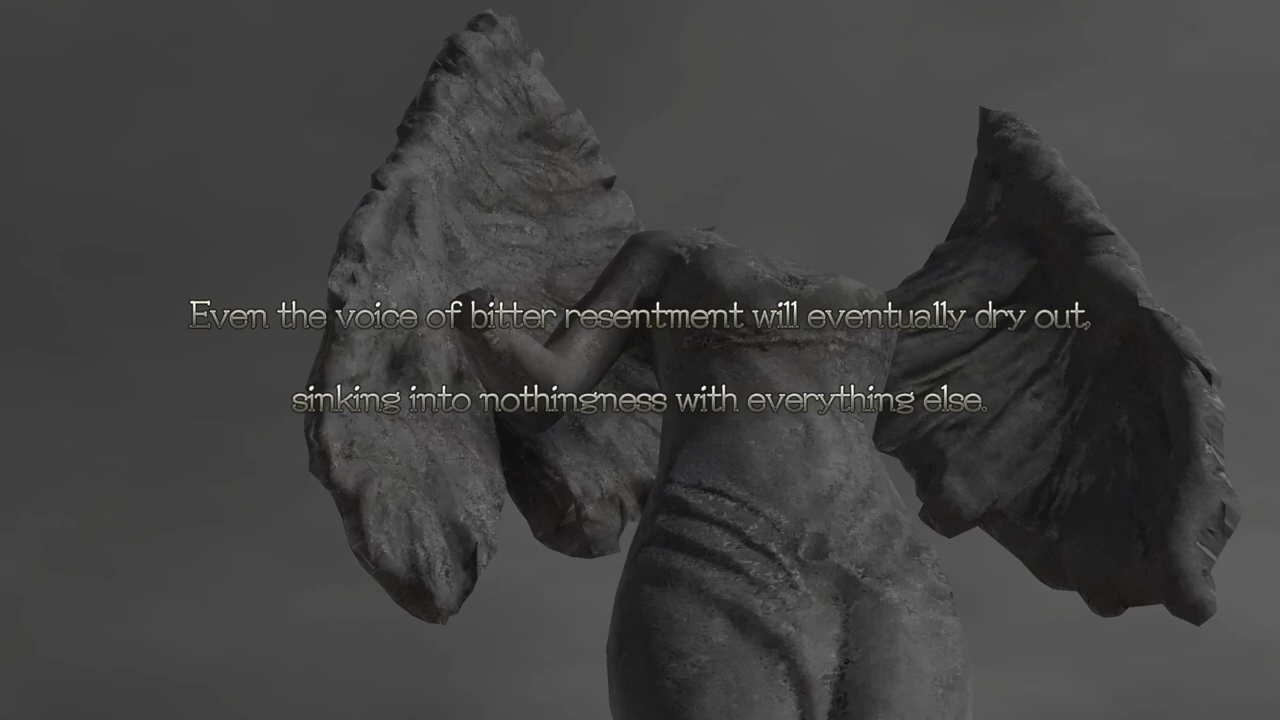 Even the voice of bitter resentment will eventually dry out,
sinking into nothingness with everything else.